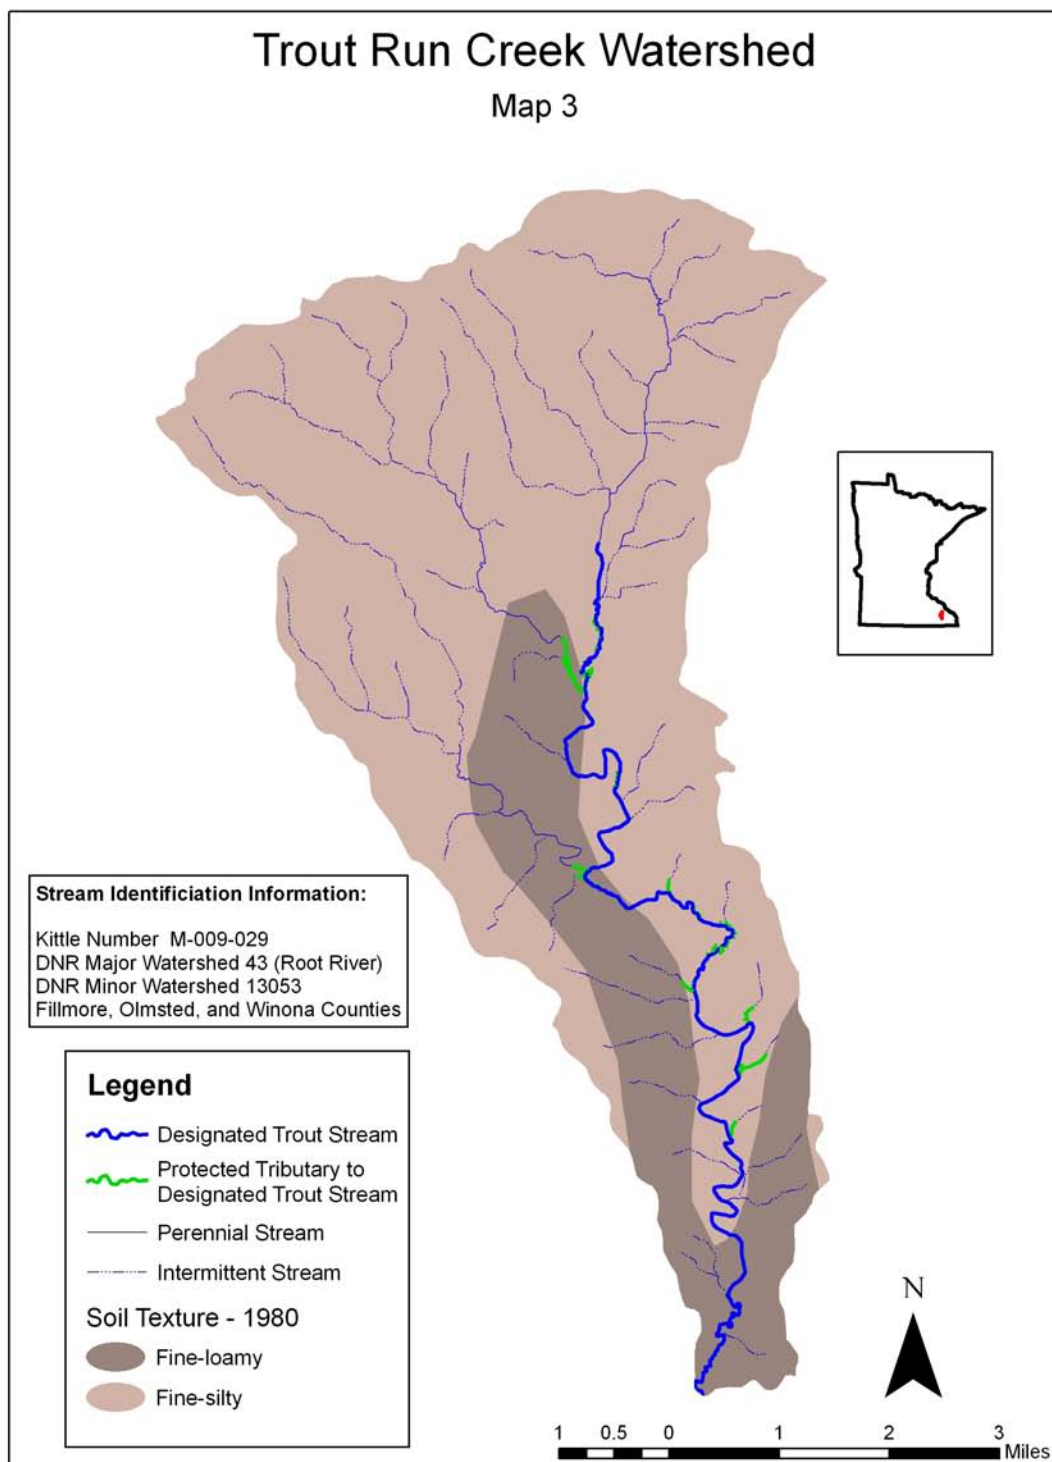 Trout Run Creek Watershed
Map 3
Stream Identificiation Information:
Kittle Number M-009-029
DNR Major Watershed 43 (Root River)
DNR Minor Watershed 13053
Fillmore, Olmsted, and Winona Counties
Legend
Designated Trout Stream
Protected Tributary to
Designated Trout Stream
Perennial Stream
Intermittent Stream
Soil Texture - 1980
Fine-loamy
Fine-silty
N
1 0.5 0 1 2 3
Miles